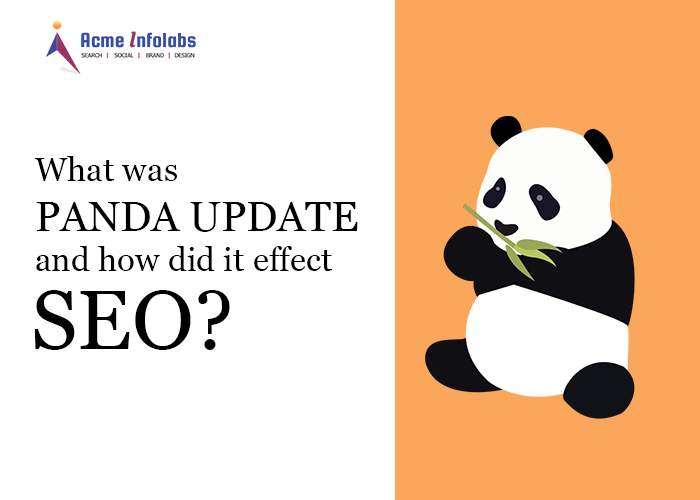 Acme Infolabs
SEARCH | SOCIAL | BRAND | DESIGN
What was
PANDA UPDATE
and how did it effect
SEO?